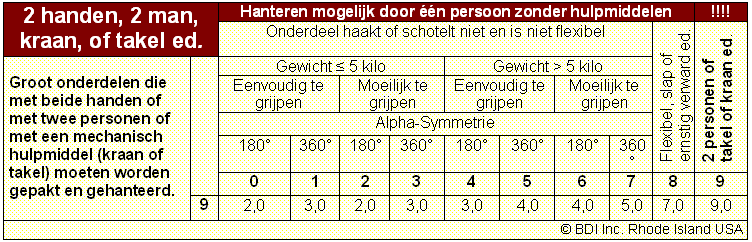 2 handen, 2 man,
kraan, of takel ed.
Hanteren mogelijk door één persoon zonder hulpmiddelen
!!!!
Onderdeel haakt of schotelt niet en is niet flexibel
Flexibel, slap of
ernstig verward ed.
2 personen of
takel of kraan ed
Groot onderdelen die
met beide handen of
met twee personen of
met een mechanisch
hulpmiddel (kraan of
takel) moeten worden
gepakt en gehanteerd.
Gewicht ≤ 5 kilo
Gewicht > 5 kilo
Eenvoudig te
grijpen
Moeilijk te
grijpen
Eenvoudig te
grijpen
Moeilijk te
grijpen
Alpha-Symmetrie
180° 360° 180° 360° 180° 360° 180° 360
°
0 1 2 3 4 5 6 7 8 9
9 2,0 3,0 2,0 3,0 3,0 4,0 4,0 5,0 7,0 9,0
© BDI Inc. Rhode Island USA